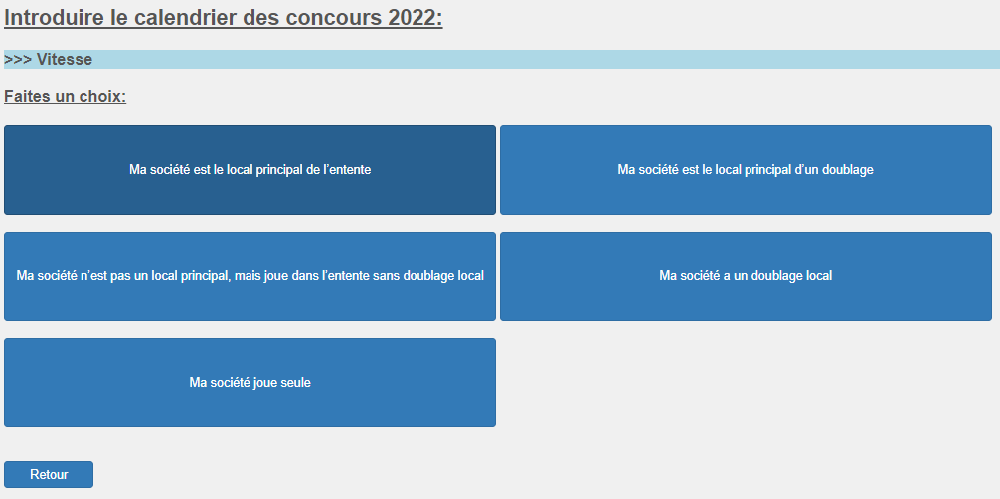 Introduire le calendrier des concours 2022:
>>> Vitesse
Faites un choix:
Ma société est le local principal de l'entente
Ma société est le local principal d'un doublage
Ma société n'est pas un local principal, mais joue dans l'entente sans doublage local
Ma société a un doublage local
Ma société joue seule
Retour